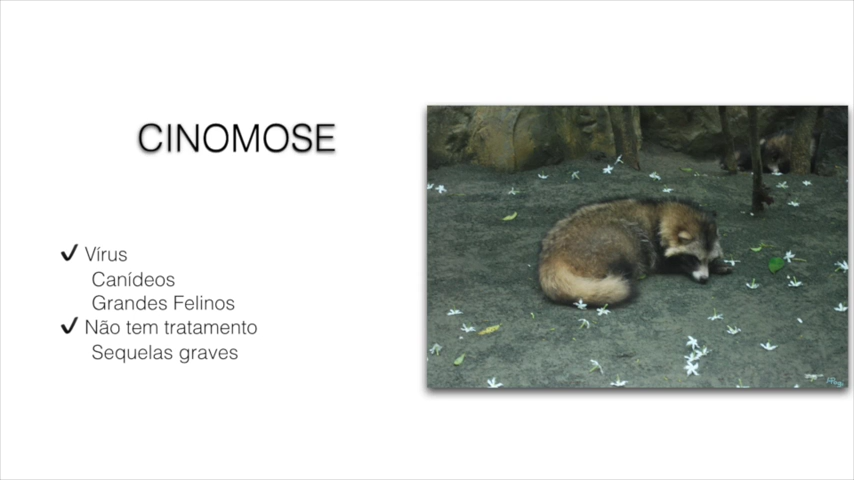 CINOMOSE
✔ Vírus
Canídeos
Grandes Felinos
✔ Não tem tratamento
Sequelas graves